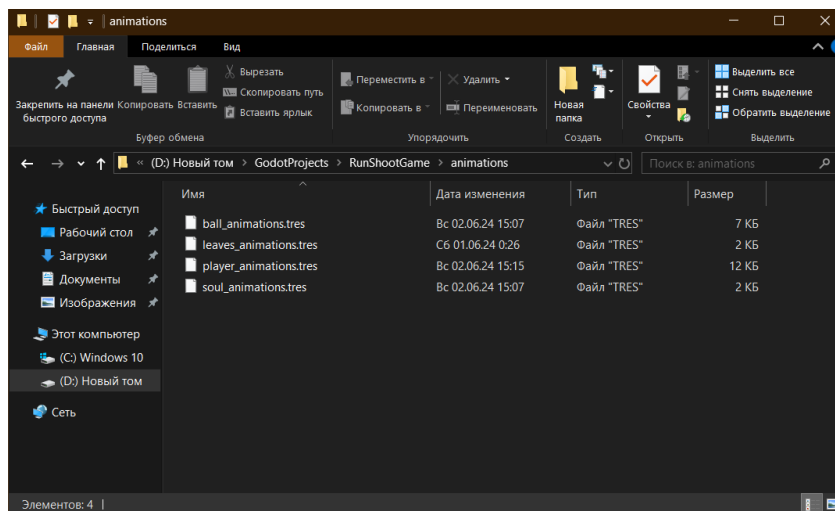 animations
Файл Главная Поделиться Вид
Закрепить на панели быстрого доступа
Копировать
Вставить
Вырезать
Скопировать путь
Вставить ярлык
Буфер обмена
Переместить в
Копировать в
Удалить
Переименовать
Упорядочить
Новая папка
Создать
Свойства
Открыть
Выделить все
Снять выделение
Обратить выделение
Выделить
« (D:) Новый том > GodotProjects > RunShootGame > animations
Поиск в: animations
Быстрый доступ
Рабочий стол
Загрузки
Документы
Изображения
Этот компьютер
(C:) Windows 10
(D:) Новый том
Сеть
Имя Дата изменения Тип Размер
ball_animations.tres Вс 02.06.24 15:07 Файл "TRES" 7 КБ
leaves_animations.tres Сб 01.06.24 0:26 Файл "TRES" 2 КБ
player_animations.tres Вс 02.06.24 15:15 Файл "TRES" 12 КБ
soul_animations.tres Вс 02.06.24 15:07 Файл "TRES" 2 КБ
Элементов: 4